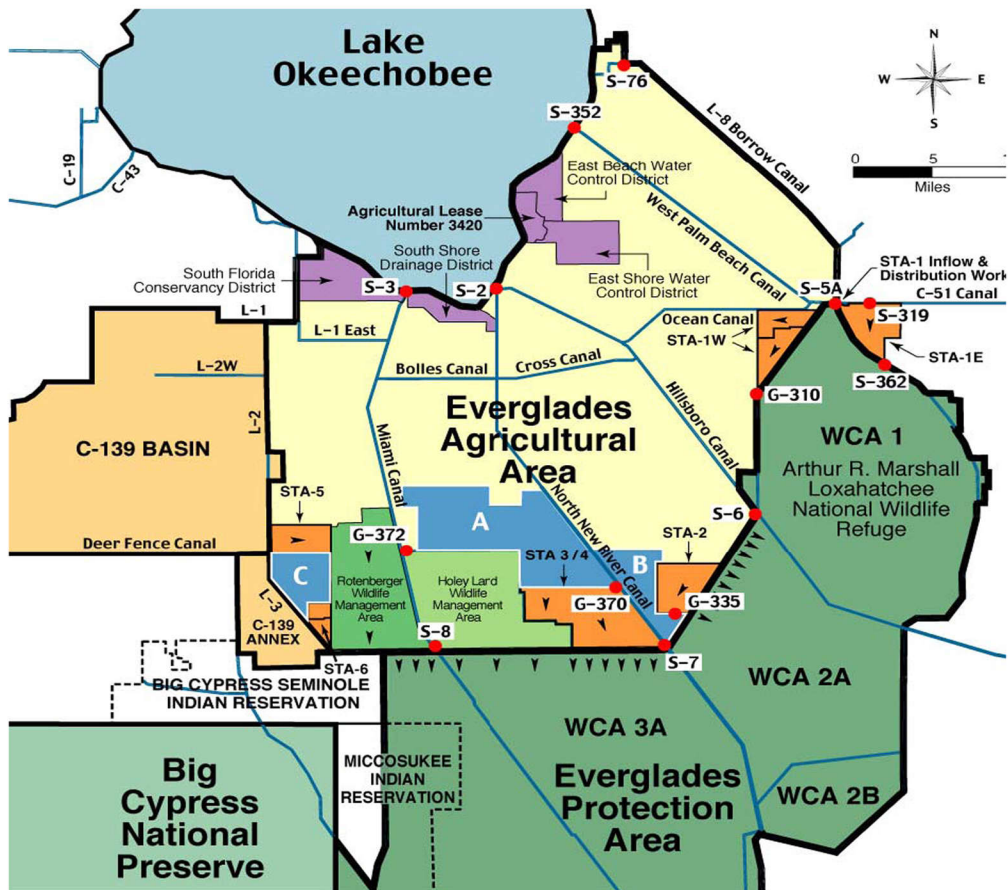 Lake
Okeechobee
N
W
E
S
0
5
1
Miles
S-76
S-352
L-8 Borrow Canal
C-19
C-43
East Beach Water
Control District
Agricultural Lease
Number 3420
West Palm Beach Canal
South Shore
Drainage District
South Florida
Conservancy District
East Shore Water
Control District
STA-1 Inflow &
Distribution Work
S-3
S-2
S-5A
C-51 Canal
L-1
S-319
L-1 East
Ocean Canal
STA-1W
STA-1E
L-2W
Bolles Canal
Cross Canal
S-362
G-310
L-2
Miami Canal
Everglades
Agricultural
Area
Hillsboro Canal
WCA 1
Arthur R. Marshall
Loxahatchee
National Wildlife
Refuge
C-139 BASIN
STA-5
North New River Canal
S-6
A
G-372
Deer Fence Canal
STA 3/4
STA-2
B
C
Rotenberger
Wildlife
Management
Area
Holey Lard
Wildlife
Management
Area
G-370
G-335
L-3
C-139
ANNEX
S-8
S-7
STA-6
BIG CYPRESS SEMINOLE
INDIAN RESERVATION
WCA 2A
WCA 3A
MICCOSUKEE
INDIAN
RESERVATION
Big
Cypress
National
Preserve
Everglades
Protection
Area
WCA 2B